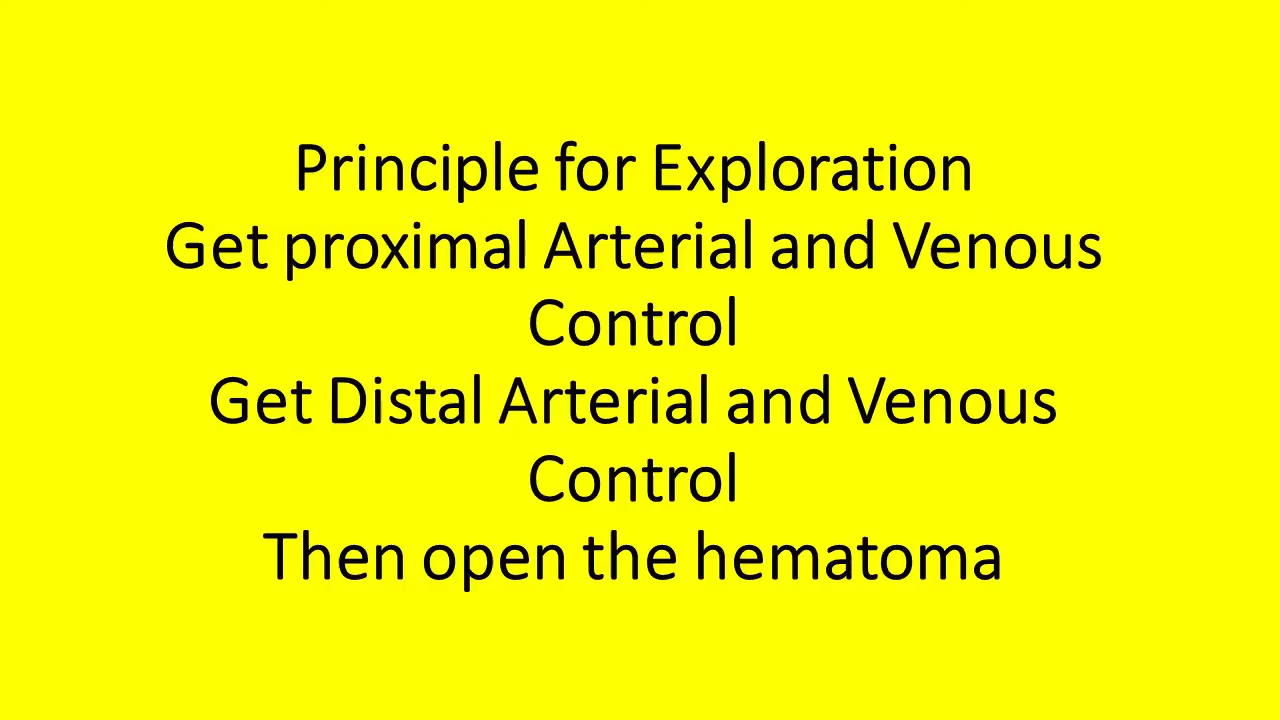 Principle for Exploration
Get proximal Arterial and Venous
Control
Get Distal Arterial and Venous
Control
Then open the hematoma